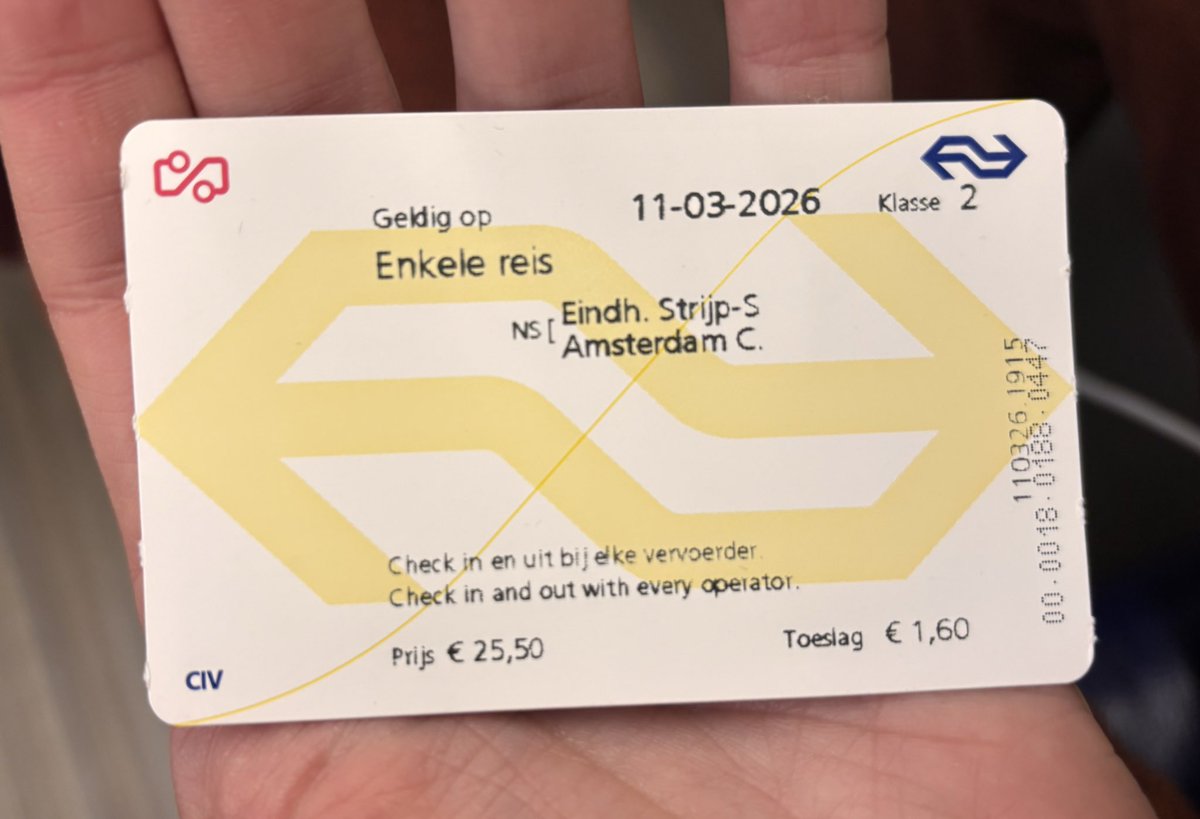 Geldig op 11-03-2026 Klasse 2
Enkele reis
NS [ Eindh. Strijp-S
Amsterdam C.
110326 1915
00·0018·0188·0447
Check in en uit bij elke vervoerder.
Check in and out with every operator.
Prijs € 25,50 Toeslag € 1,60
CIV